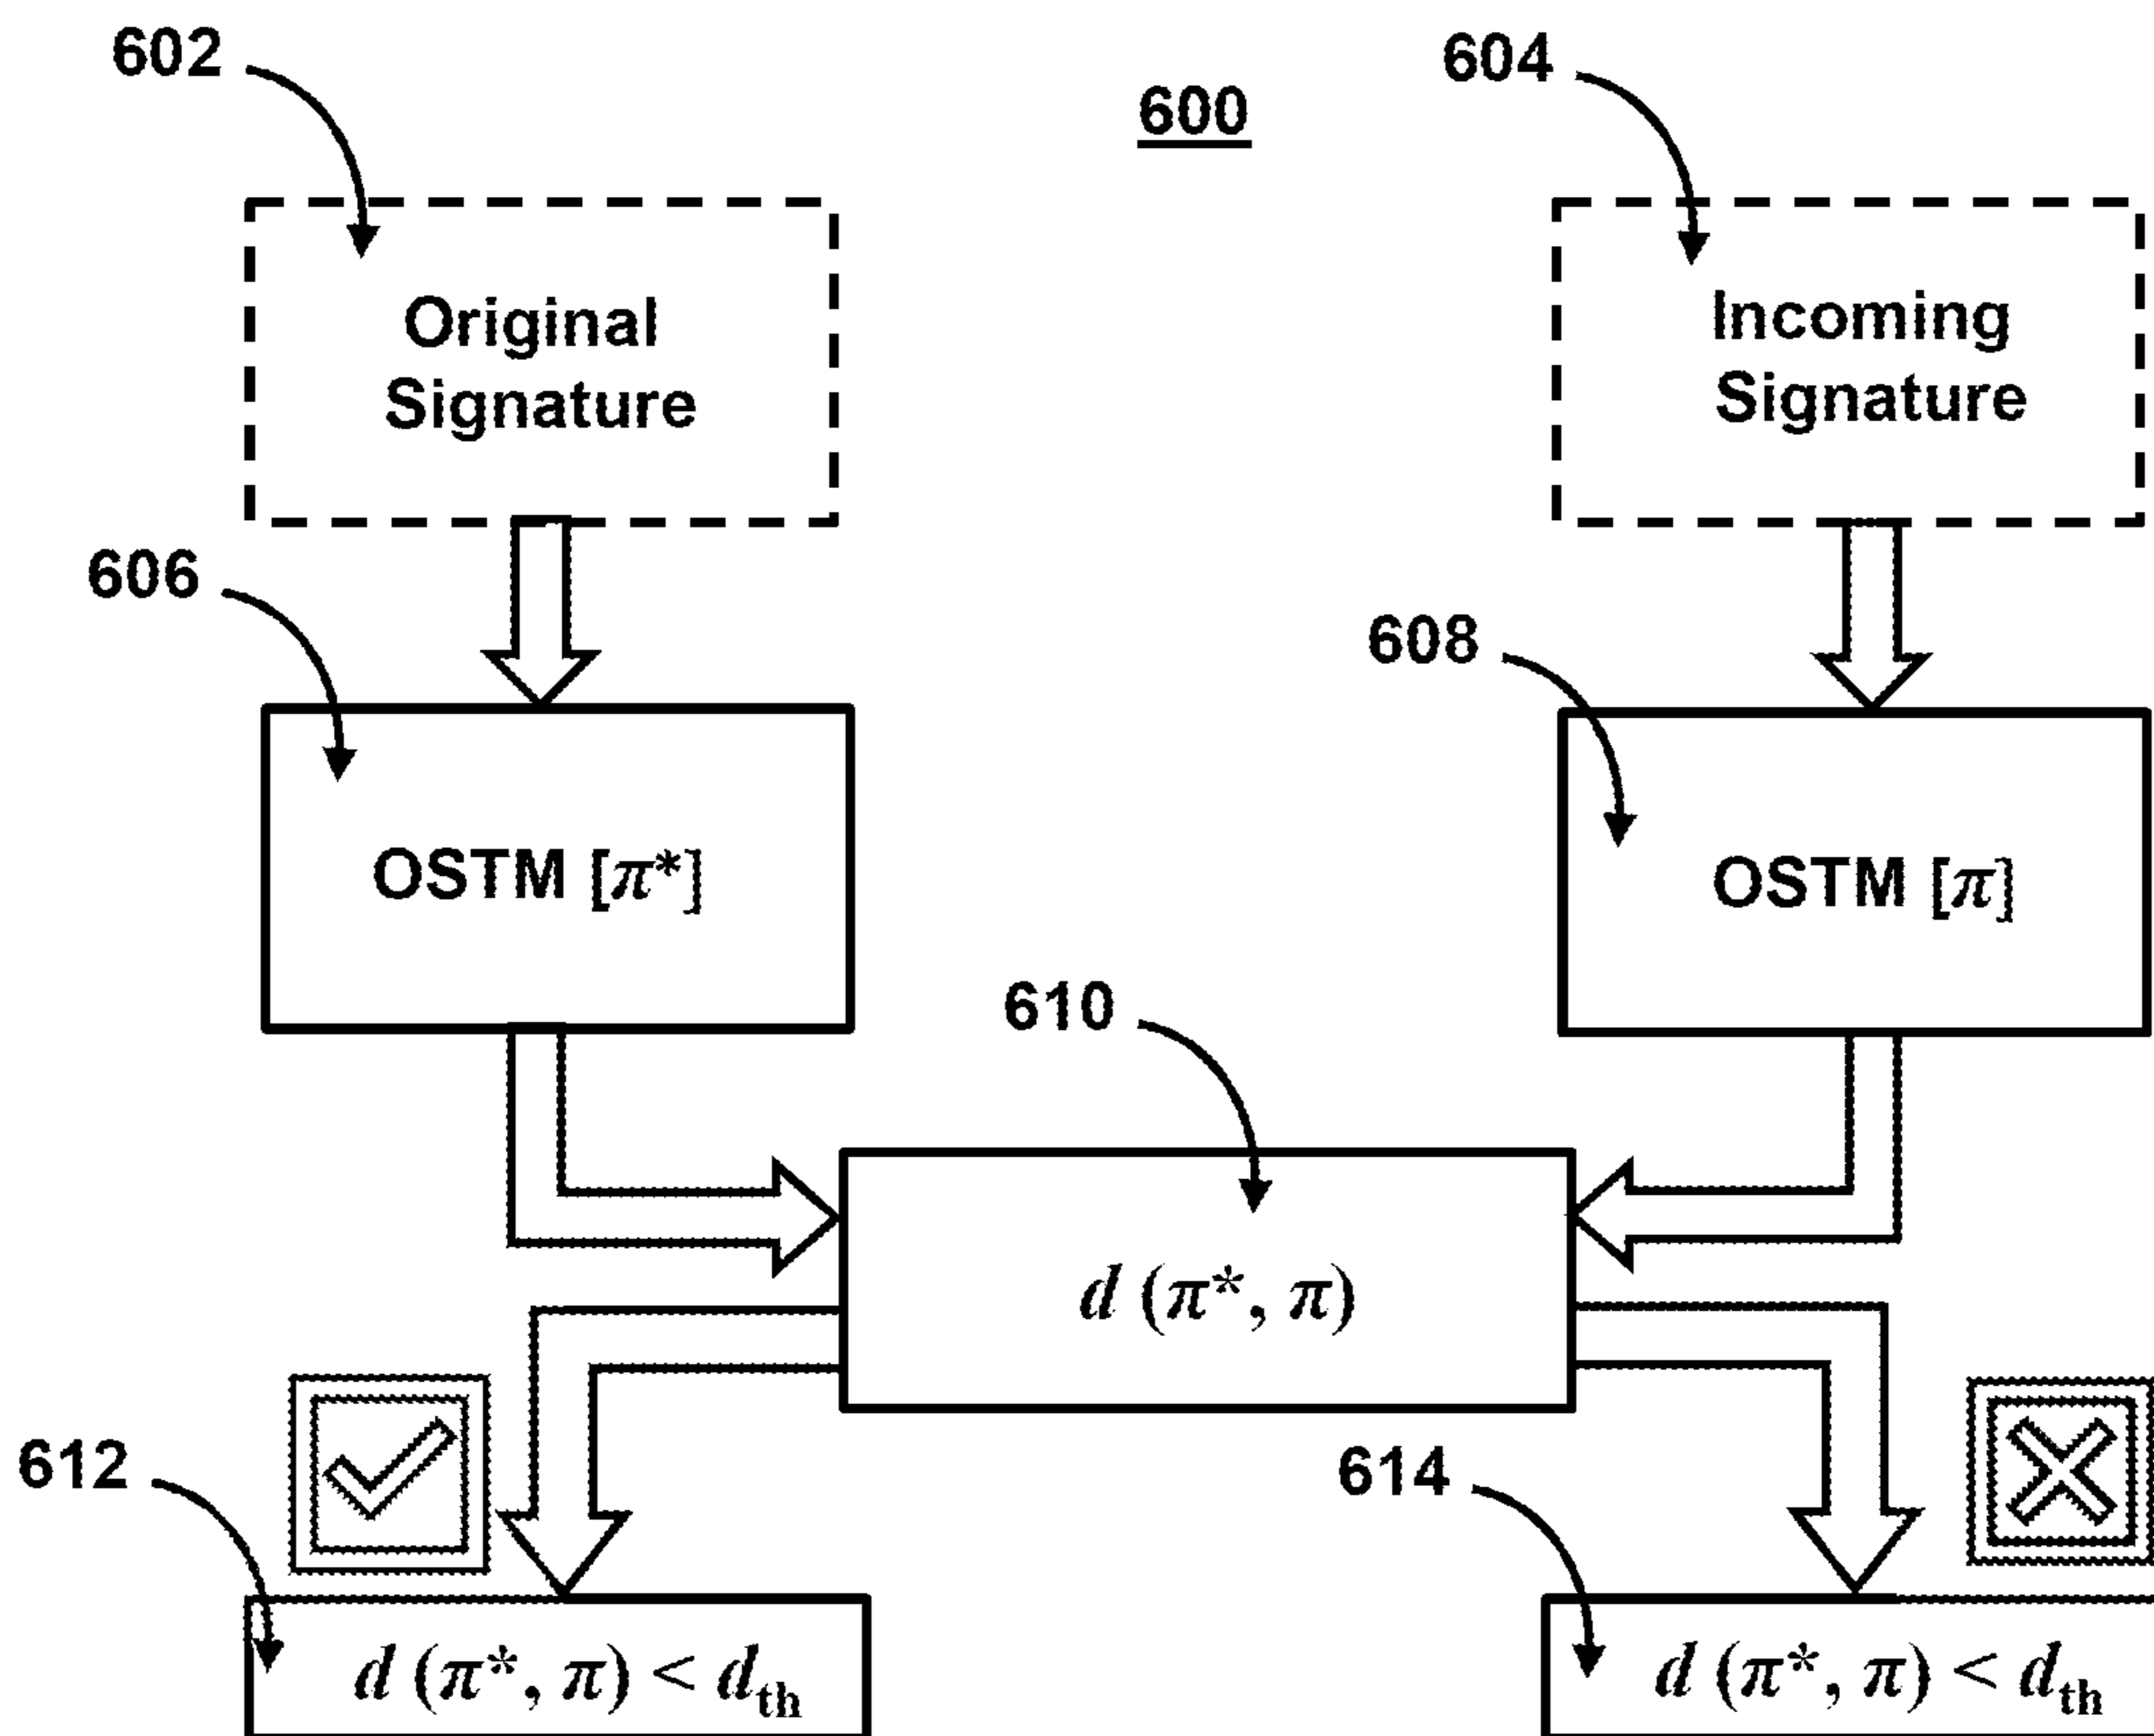 602
604
600
Original
Signature
Incoming
Signature
606
608
OSTM [π*]
OSTM [π]
610
d (π*, π)
612
614
d (π*, π) < dth
d (π*, π) < dth